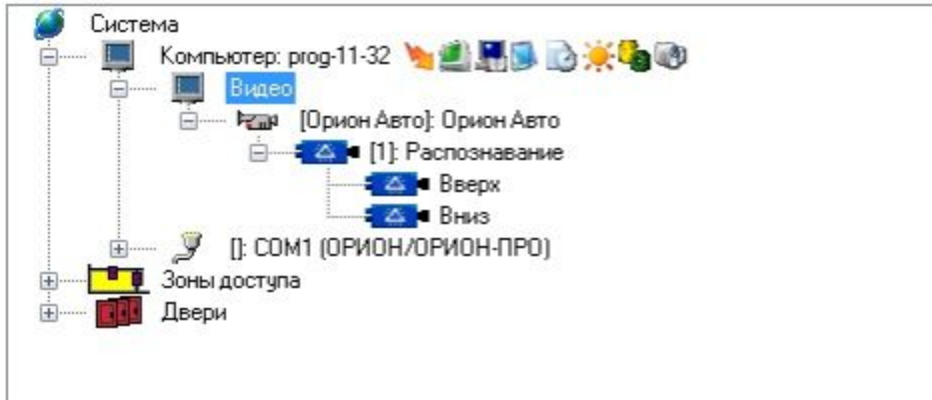 Система
Компьютер: prog-11-32
Видео
[Орион Авто]: Орион Авто
[1]: Распознавание
Вверх
Вниз
[]: COM1 (ОРИОН/ОРИОН-ПРО)
Зоны доступа
Двери